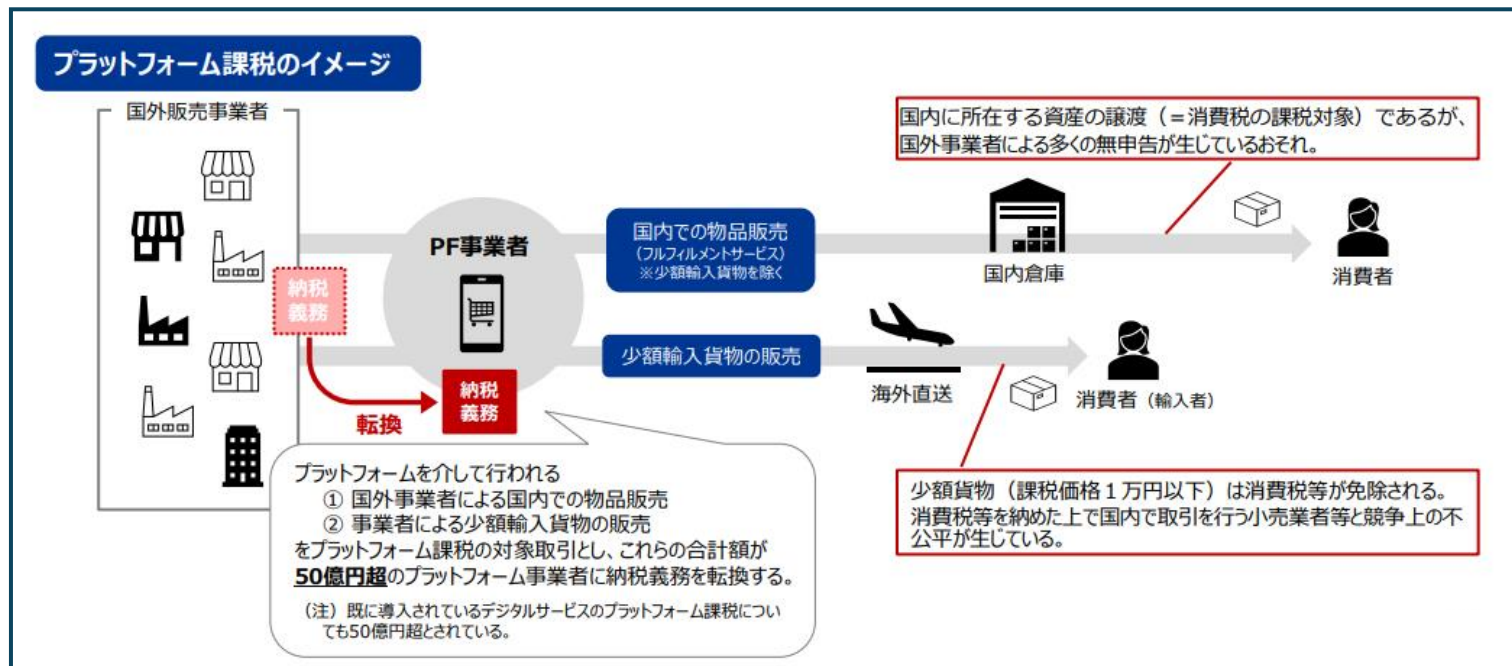 プラットフォーム課税のイメージ
国外販売事業者
納税
義務
転換
PF事業者
納税
義務
プラットフォームを介して行われる
① 国外事業者による国内での物品販売
② 事業者による少額輸入貨物の販売
をプラットフォーム課税の対象取引とし、これらの合計額が
50億円超のプラットフォーム事業者に納税義務を転換する。
（注）既に導入されているデジタルサービスのプラットフォーム課税につい
ても50億円超とされている。
国内での物品販売
（フルフィルメントサービス）
※少額輸入貨物を除く
国内倉庫
消費者
国内に所在する資産の譲渡（＝消費税の課税対象）であるが、
国外事業者による多くの無申告が生じているおそれ。
少額輸入貨物の販売
海外直送
消費者（輸入者）
少額貨物（課税価格１万円以下）は消費税等が免除される。
消費税等を納めた上で国内で取引を行う小売業者等と競争上の不
公平が生じている。